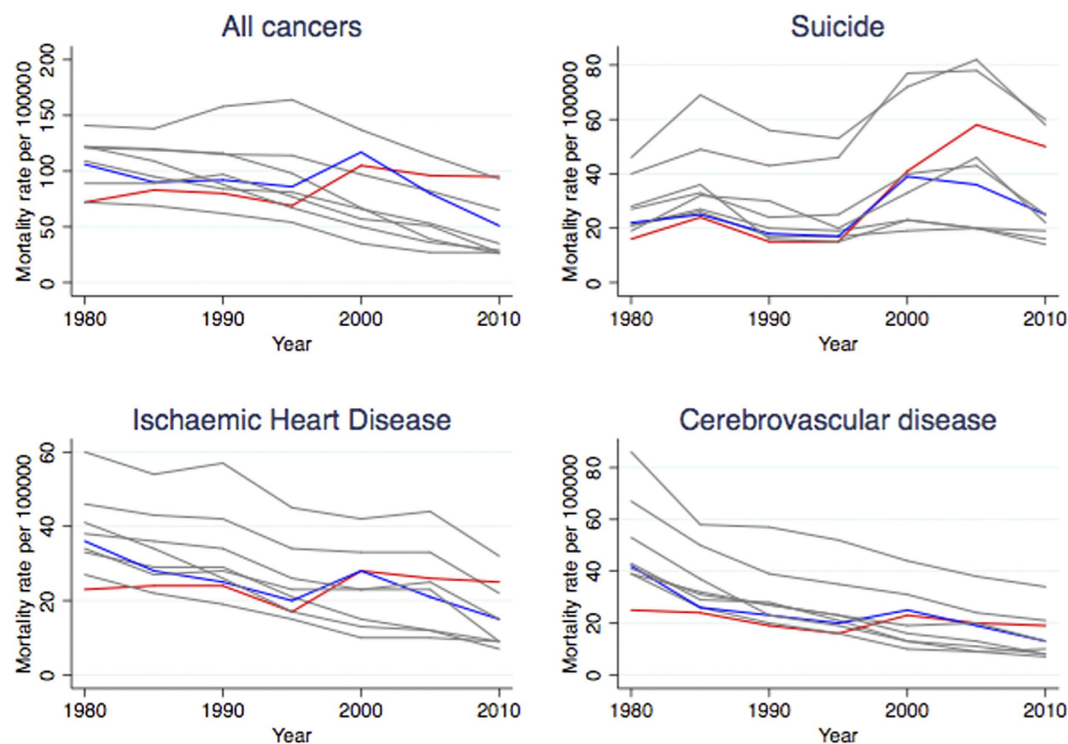 All cancers
Mortality rate per 100000
0 50 100 150 200
1980 1990 2000 2010
Year
Suicide
Mortality rate per 100000
0 20 40 60 80
1980 1990 2000 2010
Year
Ischaemic Heart Disease
Mortality rate per 100000
0 20 40 60
1980 1990 2000 2010
Year
Cerebrovascular disease
Mortality rate per 100000
0 20 40 60 80
1980 1990 2000 2010
Year